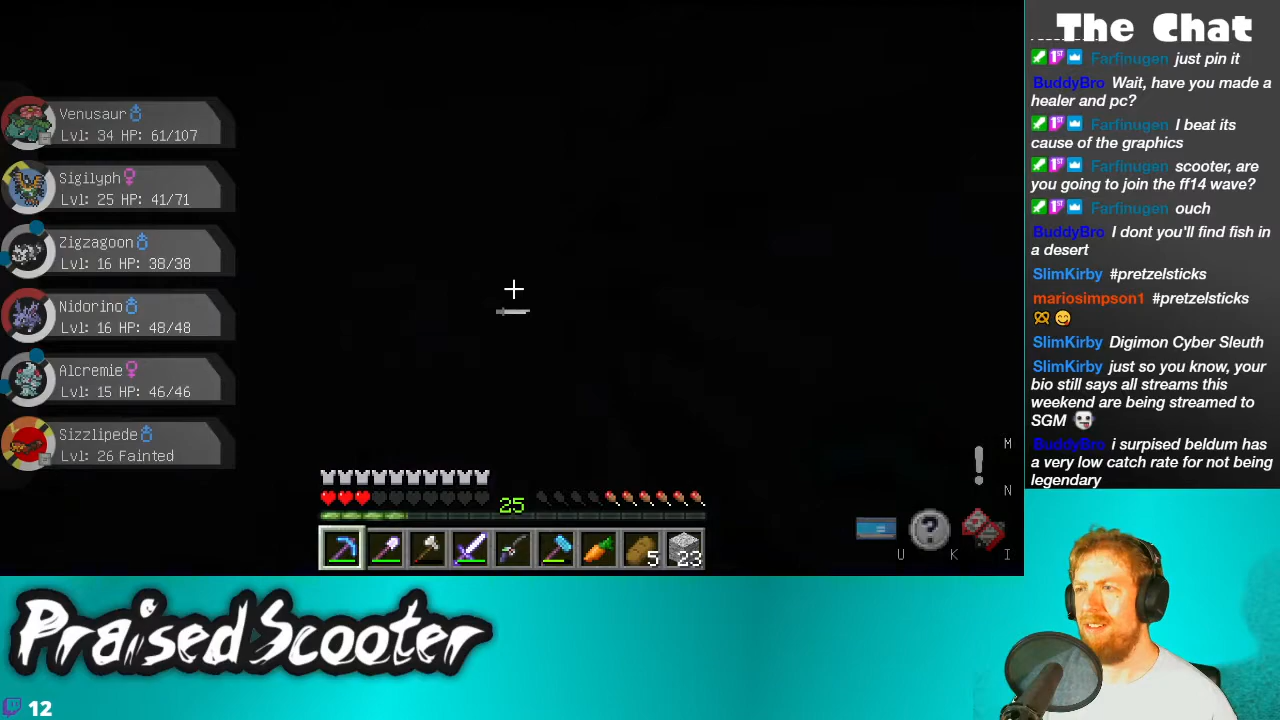 The Chat
Farfinugen just pin it
BuddyBro Wait, have you made a
healer and pc?
Farfinugen I beat its
cause of the graphics
Farfinugen scooter, are
you going to join the ff14 wave?
Farfinugen ouch
BuddyBro I dont you'll find fish in
a desert
SlimKirby #pretzelsticks
mariosimpson1 #pretzelsticks
SlimKirby Digimon Cyber Sleuth
SlimKirby just so you know, your
bio still says all streams this
weekend are being streamed to
SGM
BuddyBro i surpised beldum has
a very low catch rate for not being
legendary
Venusaur
Lvl: 34 HP: 61/107
Sigilyph
Lvl: 25 HP: 41/71
Zigzagoon
Lvl: 16 HP: 38/38
Nidorino
Lvl: 16 HP: 48/48
Alcremie
Lvl: 15 HP: 46/46
Sizzlipede
Lvl: 26 Fainted
M
N
25
5
23
U
K
I
PraisedScooter
12